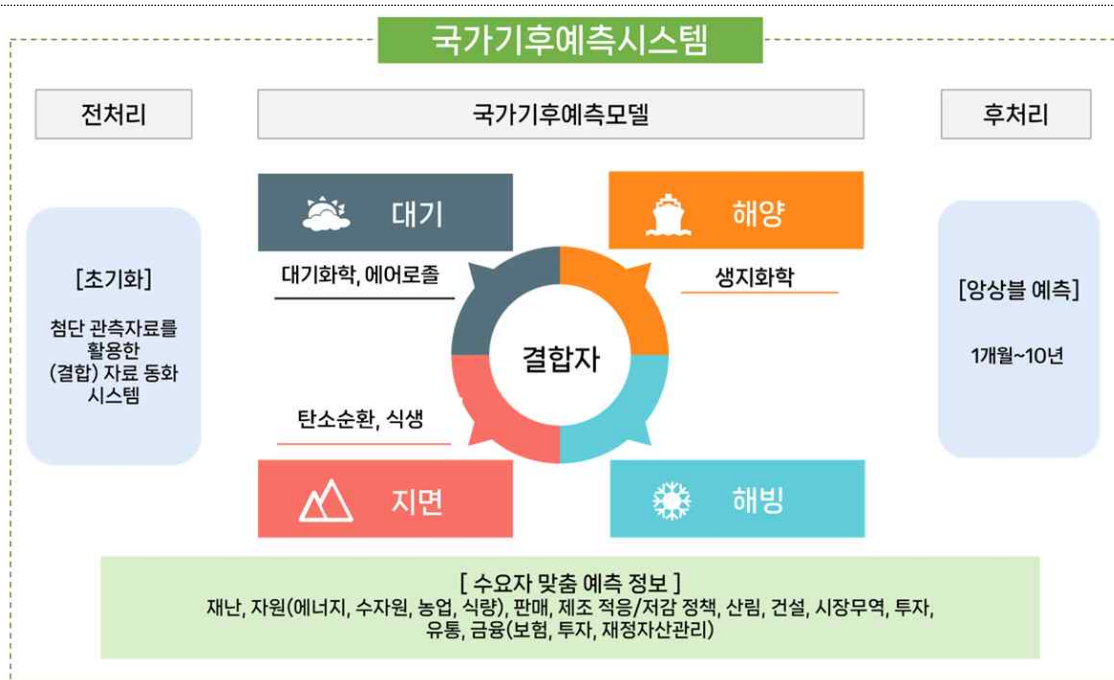 국가기후예측시스템
전처리
국가기후예측모델
후처리
대기
해양
대기화학, 에어로졸
생지화학
[초기화]
첨단 관측자료를
활용한
(결합) 자료 동화
시스템
결합자
[앙상블 예측]
1개월~10년
탄소순환, 식생
지면
해빙
[ 수요자 맞춤 예측 정보 ]
재난, 자원(에너지, 수자원, 농업, 식량), 판매, 제조 적응/저감 정책, 산림, 건설, 시장무역, 투자,
유통, 금융(보험, 투자, 재정자산관리)